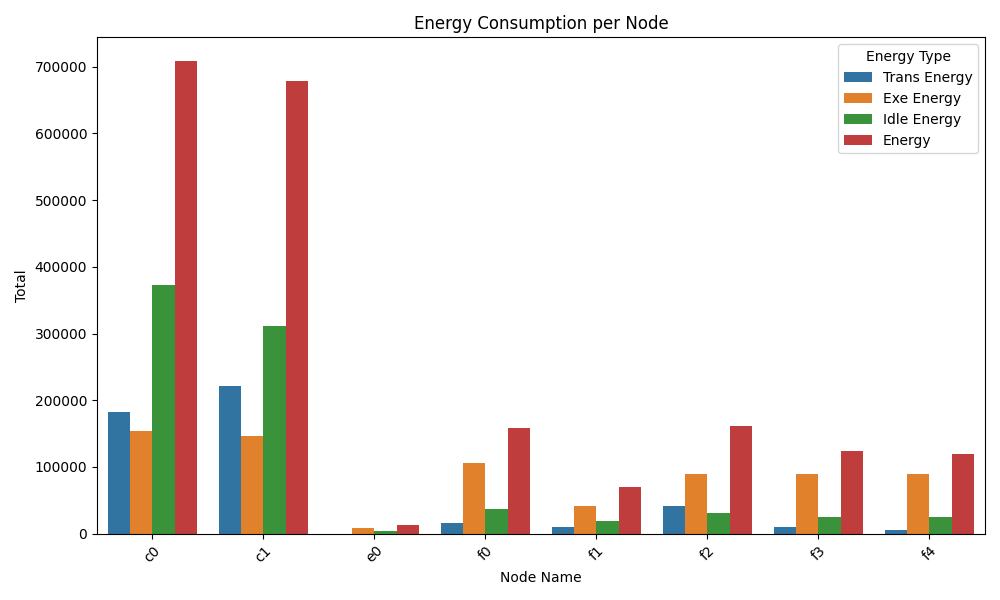 Energy Consumption per Node
Energy Type
Trans Energy
Exe Energy
Idle Energy
Energy
Total
700000
600000
500000
400000
300000
200000
100000
0
c0
c1
e0
f0
f1
f2
f3
f4
Node Name